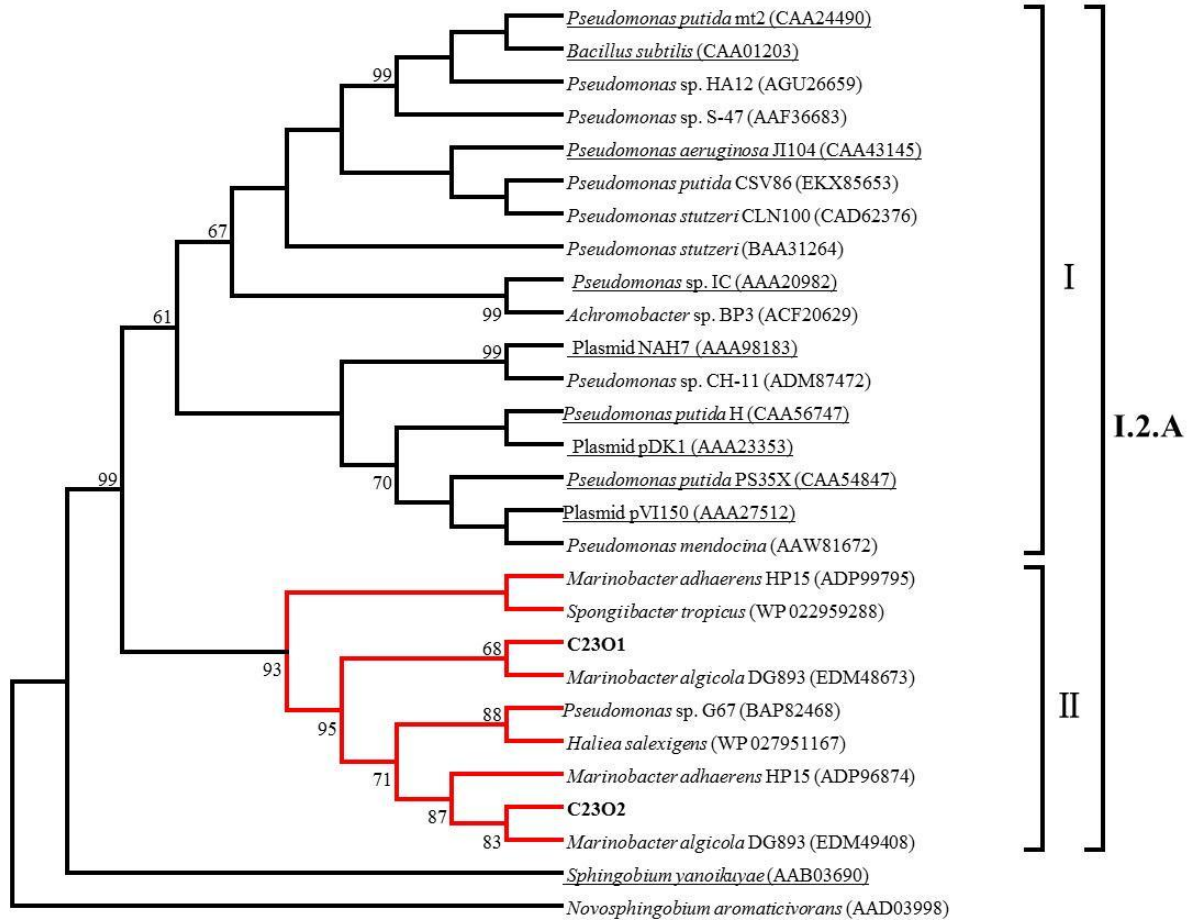 Pseudomonas putida mt2 (CAA24490)
Bacillus subtilis (CAA01203)
99
Pseudomonas sp. HA12 (AGU26659)
Pseudomonas sp. S-47 (AAF36683)
Pseudomonas aeruginosa JI104 (CAA43145)
Pseudomonas putida CSV86 (EKX85653)
Pseudomonas stutzeri CLN100 (CAD62376)
67
Pseudomonas stutzeri (BAA31264)
Pseudomonas sp. IC (AAA20982)
I
99
Achromobacter sp. BP3 (ACF20629)
61
Plasmid NAH7 (AAA98183)
99
Pseudomonas sp. CH-11 (ADM87472)
Pseudomonas putida H (CAA56747)
I.2.A
Plasmid pDK1 (AAA23353)
99
70
Pseudomonas putida PS35X (CAA54847)
Plasmid pVI150 (AAA27512)
Pseudomonas mendocina (AAW81672)
Marinobacter adhaerens HP15 (ADP99795)
Spongiibacter tropicus (WP 022959288)
C23O1
68
93
Marinobacter algicola DG893 (EDM48673)
II
88
Pseudomonas sp. G67 (BAP82468)
95
Haliea salexigens (WP 027951167)
71
Marinobacter adhaerens HP15 (ADP96874)
87
C23O2
83
Marinobacter algicola DG893 (EDM49408)
Sphingobium yanoikuyae (AAB03690)
Novosphingobium aromaticivorans (AAD03998)